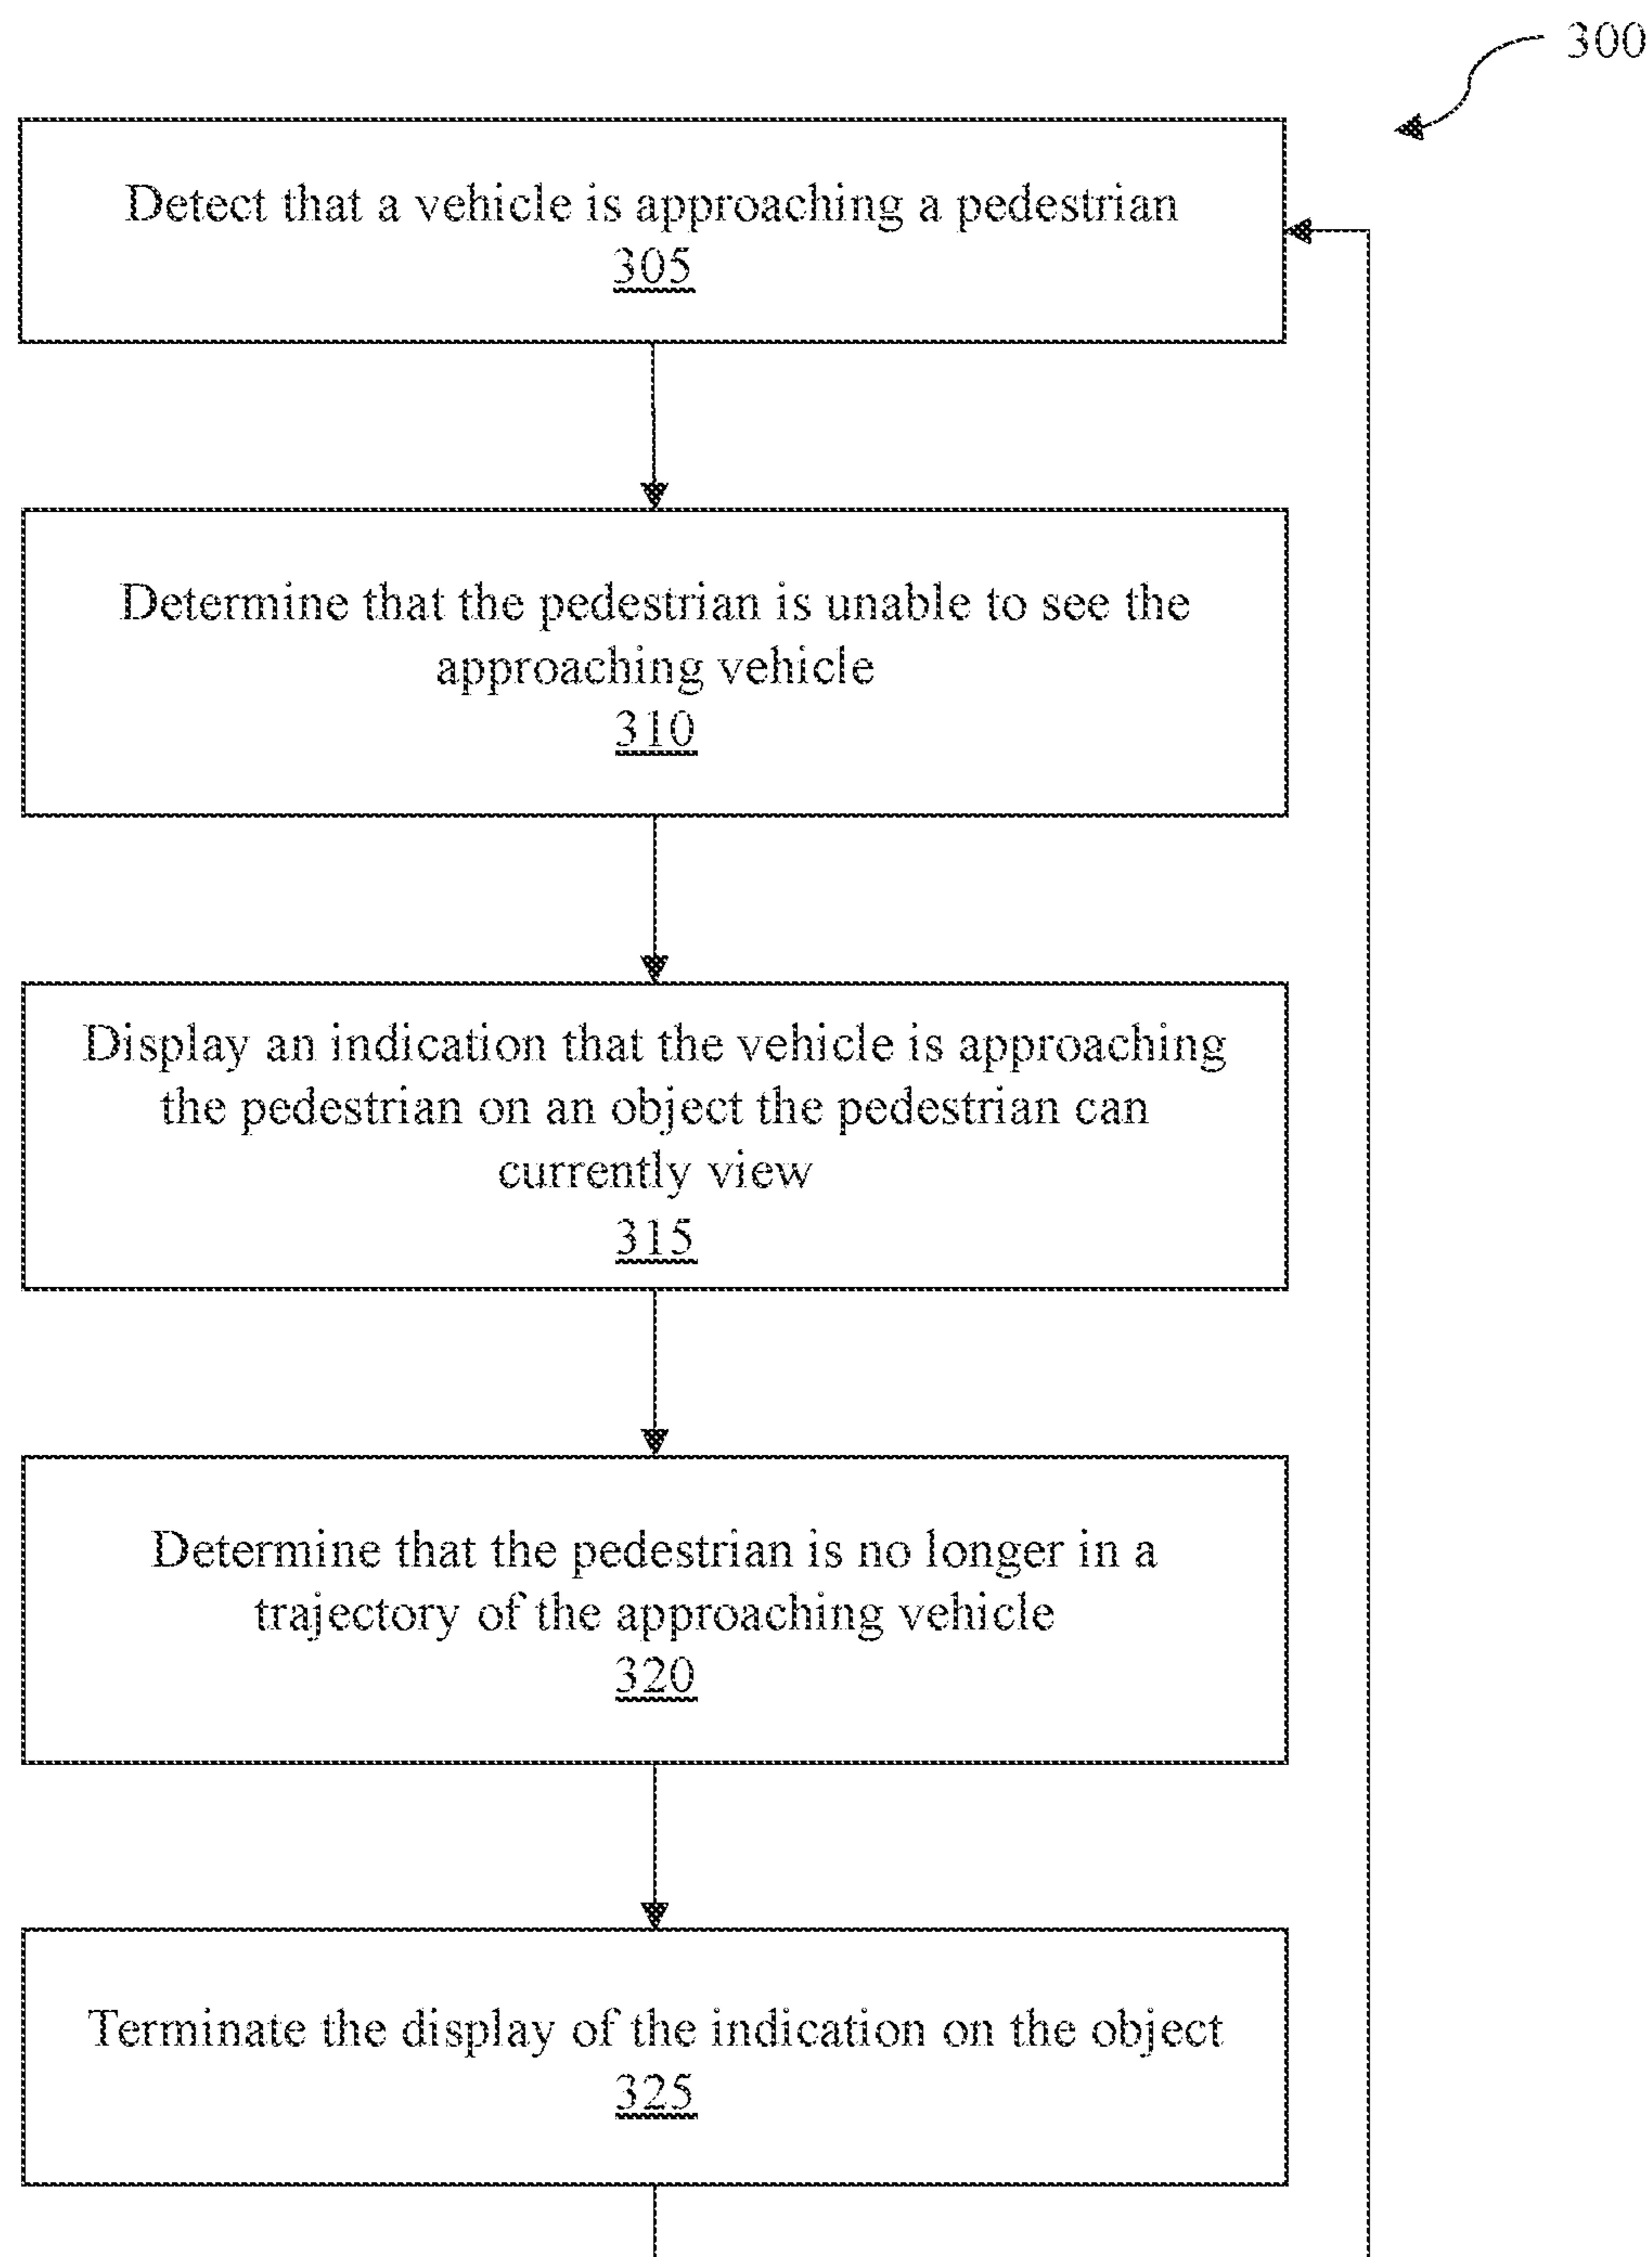 300
Detect that a vehicle is approaching a pedestrian
305
Determine that the pedestrian is unable to see the
approaching vehicle
310
Display an indication that the vehicle is approaching
the pedestrian on an object the pedestrian can
currently view
315
Determine that the pedestrian is no longer in a
trajectory of the approaching vehicle
320
Terminate the display of the indication on the object
325